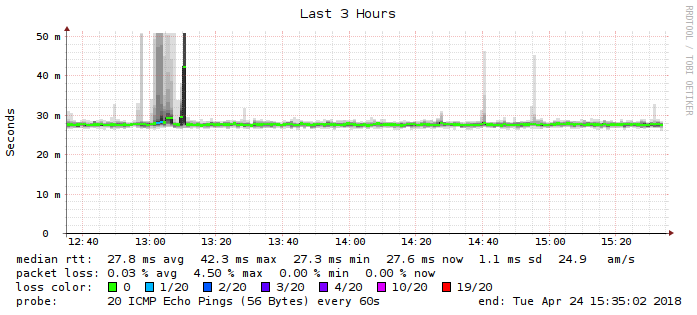 Last 3 Hours
RRDTOOL / TOBI OETIKER
Seconds
50 m
40 m
30 m
20 m
10 m
0
12:40 13:00 13:20 13:40 14:00 14:20 14:40 15:00 15:20
median rtt: 27.8 ms avg 42.3 ms max 27.3 ms min 27.6 ms now 1.1 ms sd 24.9 am/s
packet loss: 0.03 % avg 4.50 % max 0.00 % min 0.00 % now
loss color: 0 1/20 2/20 3/20 4/20 10/20 19/20
probe: 20 ICMP Echo Pings (56 Bytes) every 60s end: Tue Apr 24 15:35:02 2018